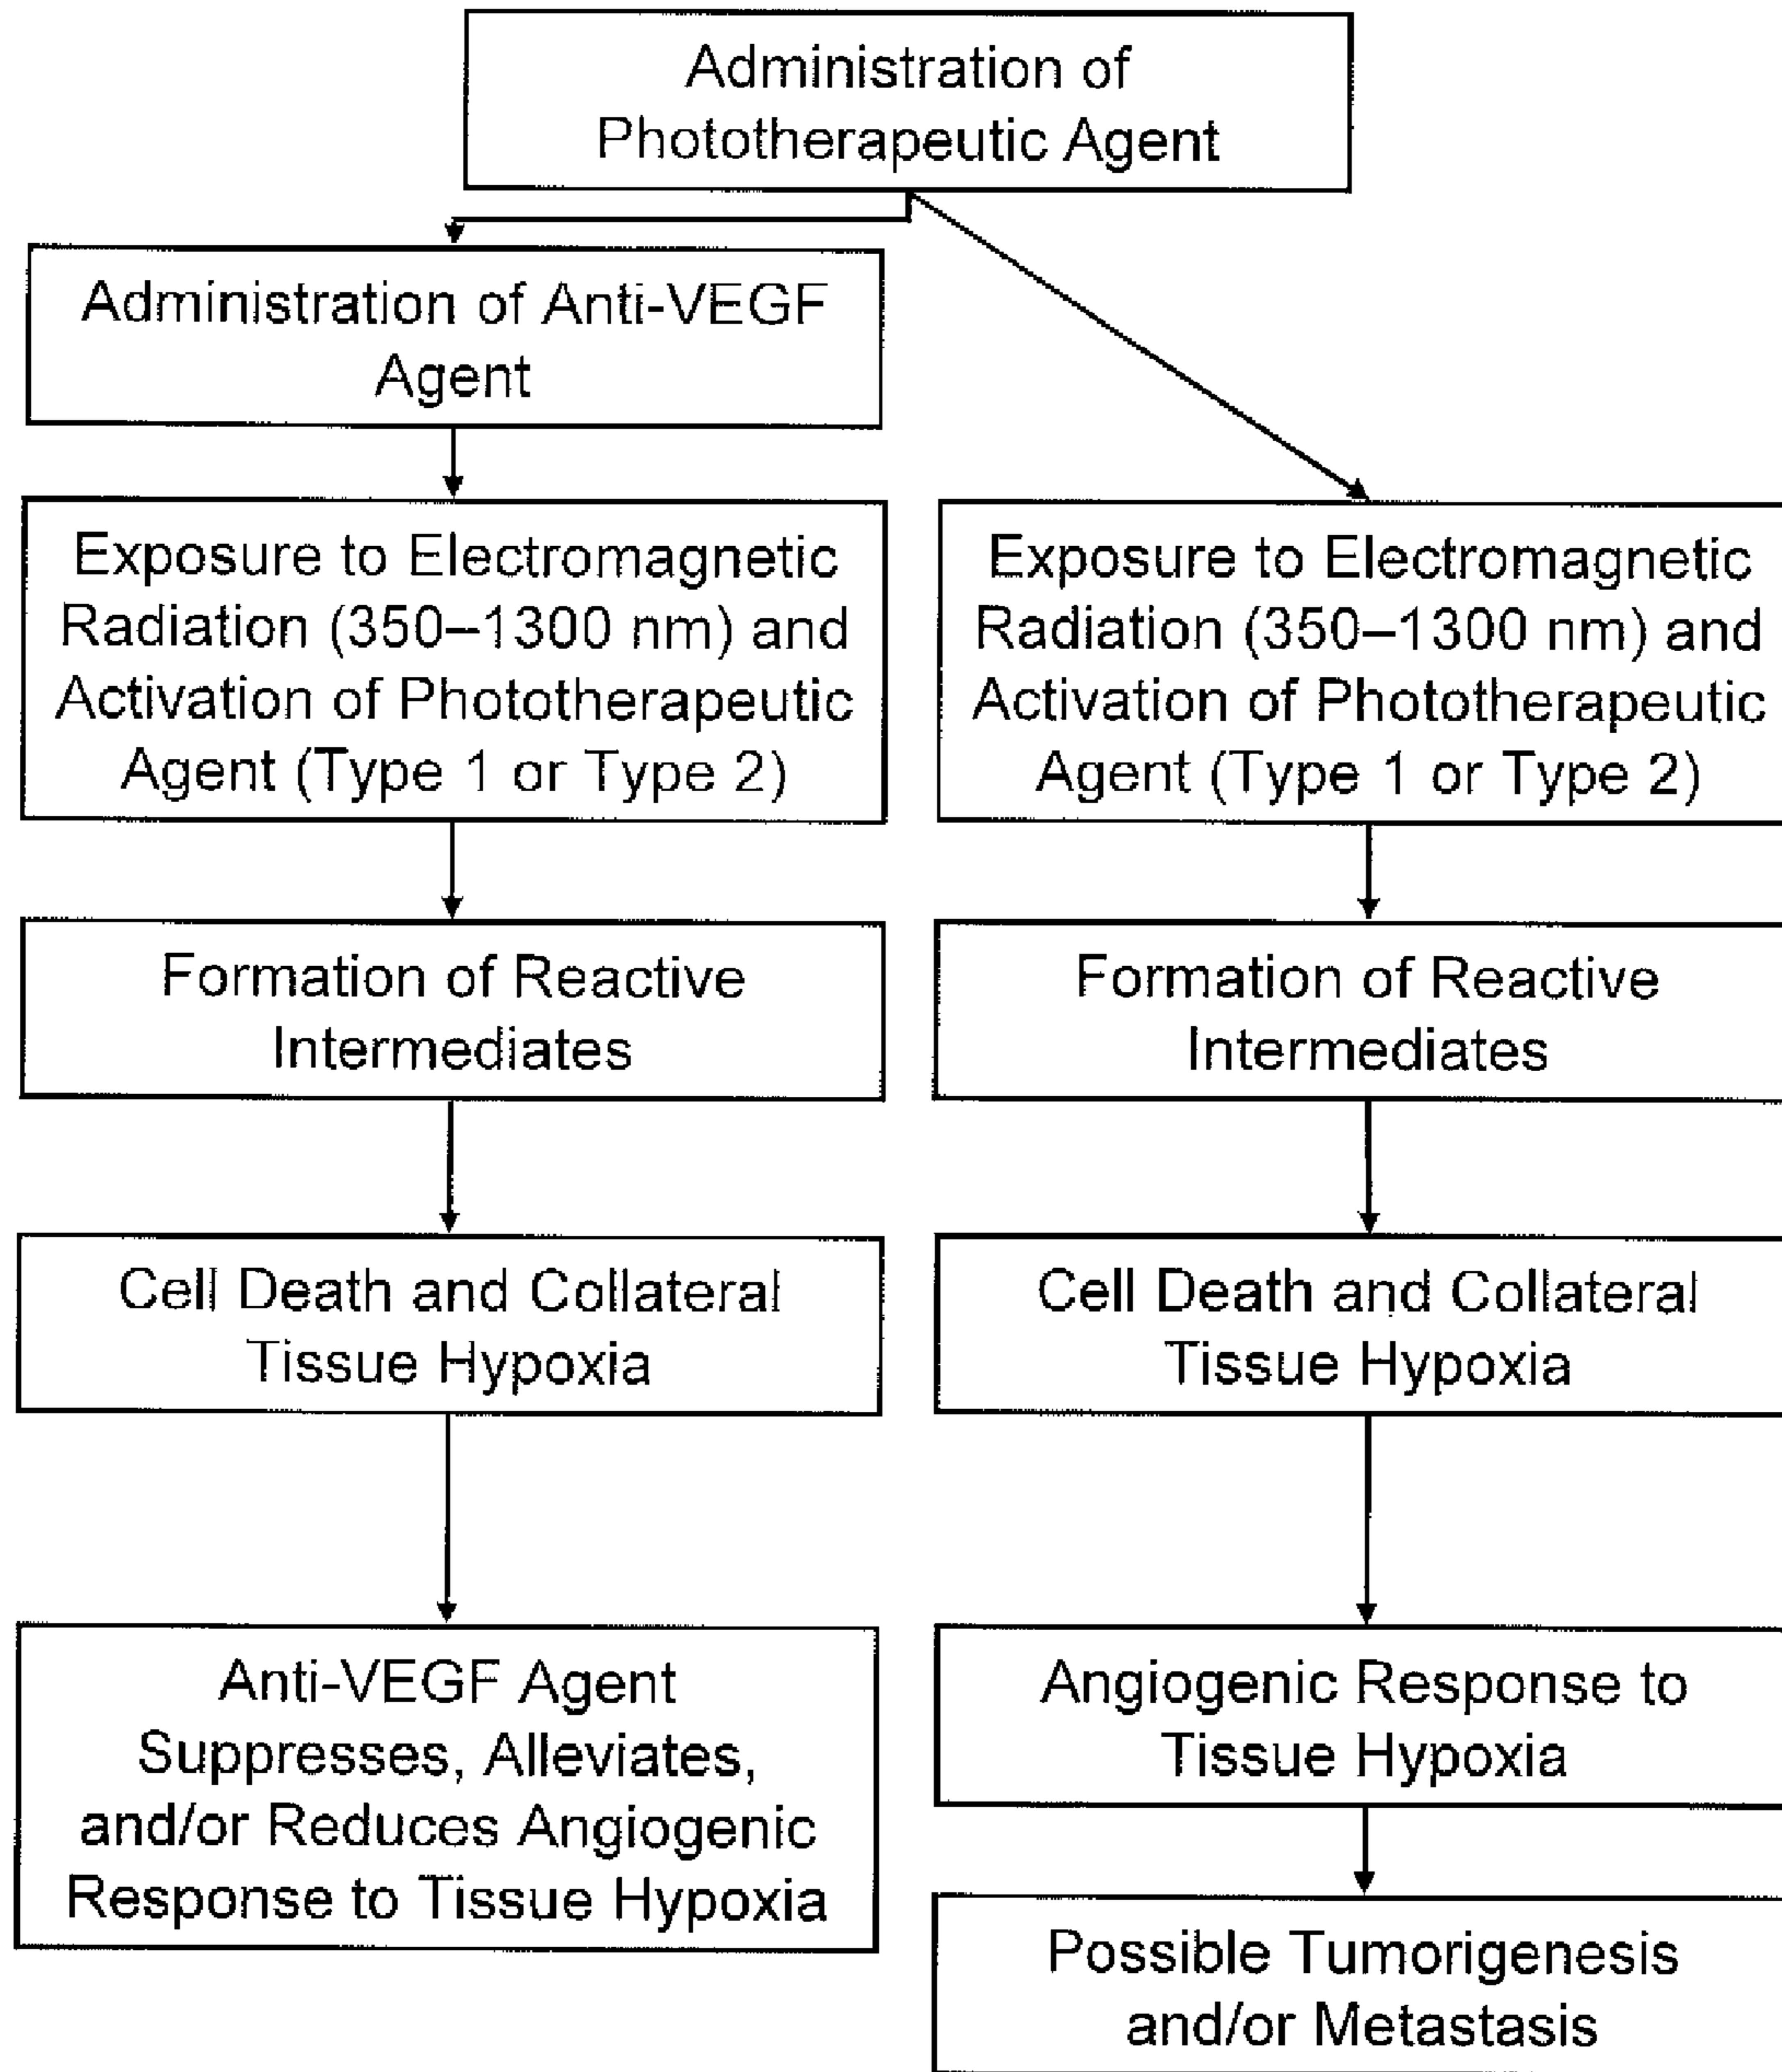 Administration of
Phototherapeutic Agent
Administration of Anti-VEGF
Agent
Exposure to Electromagnetic
Radiation (350–1300 nm) and
Activation of Phototherapeutic
Agent (Type 1 or Type 2)
Formation of Reactive
Intermediates
Cell Death and Collateral
Tissue Hypoxia
Anti-VEGF Agent
Suppresses, Alleviates,
and/or Reduces Angiogenic
Response to Tissue Hypoxia
Exposure to Electromagnetic
Radiation (350–1300 nm) and
Activation of Phototherapeutic
Agent (Type 1 or Type 2)
Formation of Reactive
Intermediates
Cell Death and Collateral
Tissue Hypoxia
Angiogenic Response to
Tissue Hypoxia
Possible Tumorigenesis
and/or Metastasis